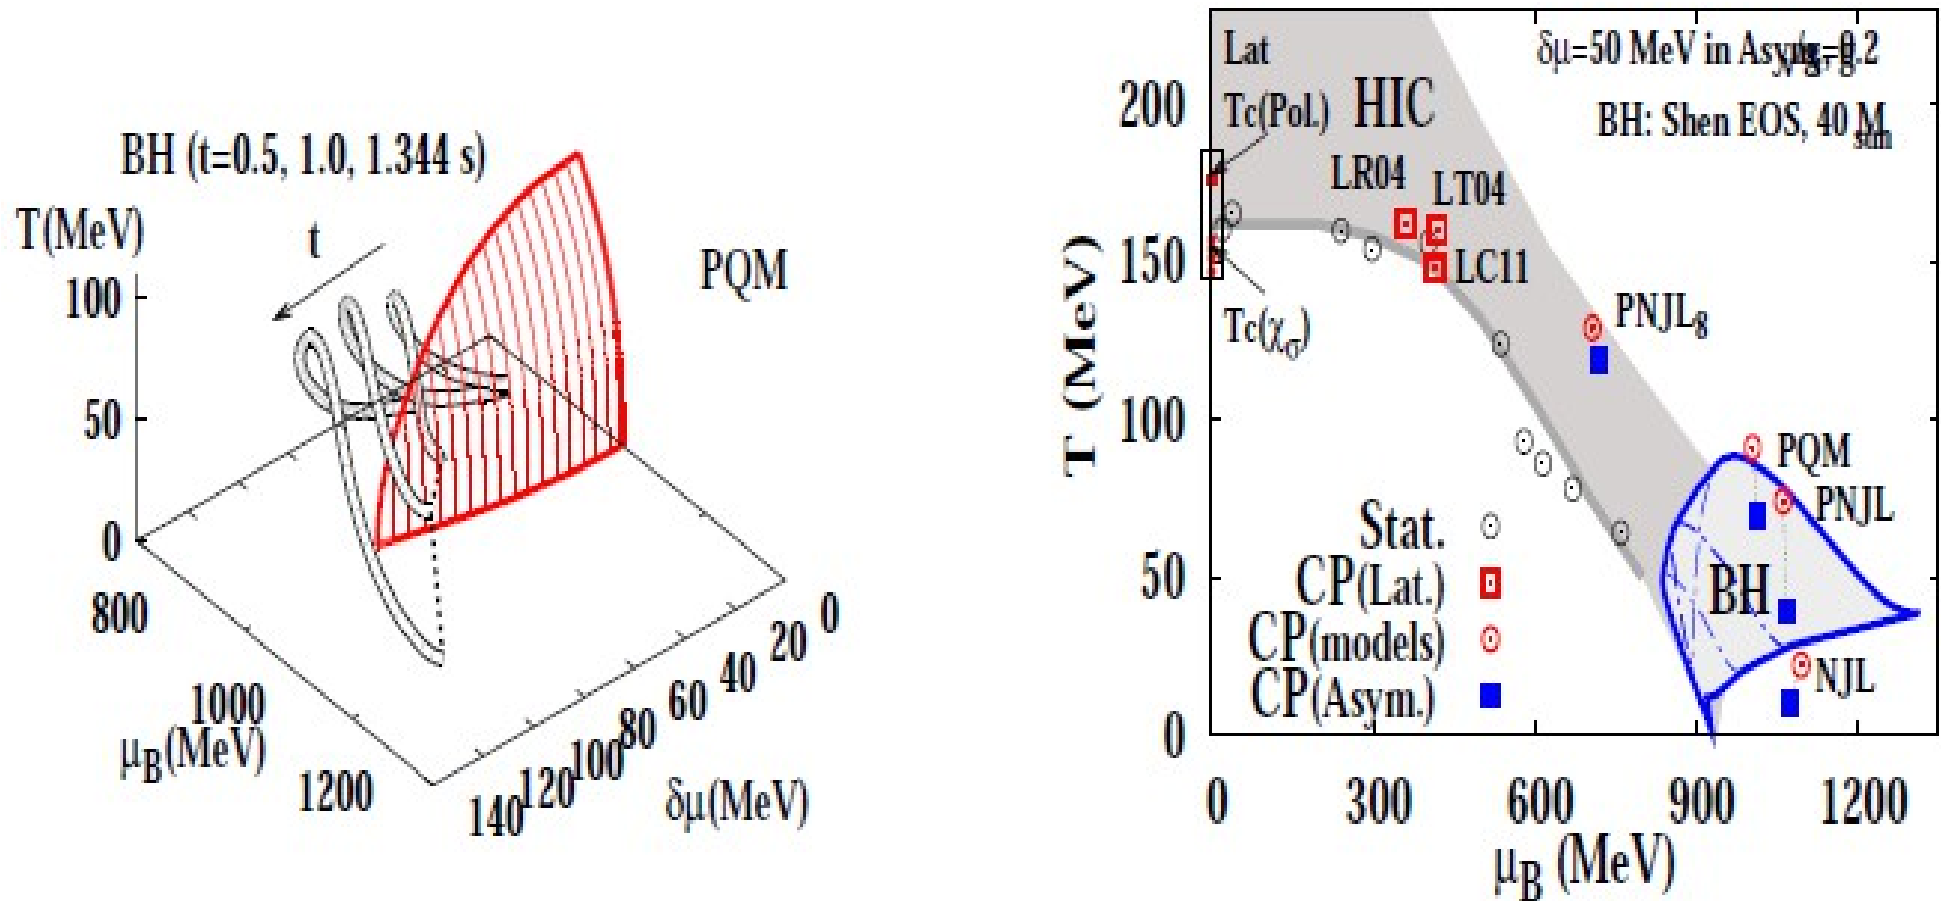 BH (t=0.5, 1.0, 1.344 s)
T(MeV)
t
PQM
100
50
0
800
1000
1200
μB(MeV)
140
120
100
80
60
40
20
0
δμ(MeV)
Lat
δμ=50 MeV in
Tc(Pol.)
HIC
BH: Shen EOS, 40 Msun
LR04
LT04
LC11
Tc(χσ)
PNJL8
PQM
PNJL
BH
NJL
Stat.
CP(Lat.)
CP(models)
CP(Asym.)
T (MeV)
200
150
100
50
0
0
300
600
900
1200
μB (MeV)